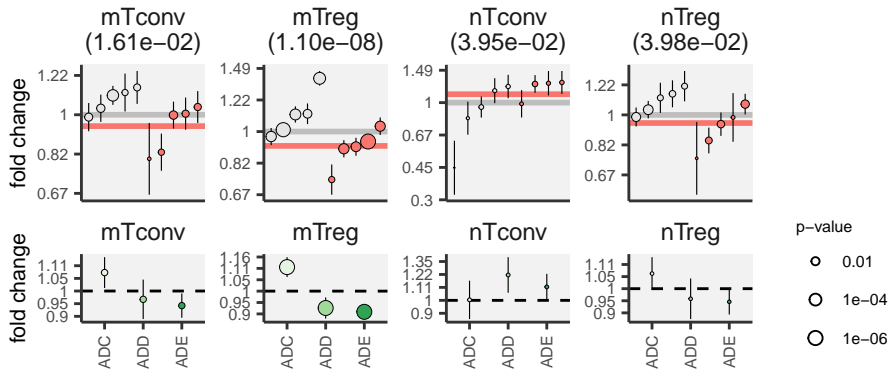 mTconv
(1.61e−02)
mTreg
(1.10e−08)
nTconv
(3.95e−02)
nTreg
(3.98e−02)
fold change
1.22
1
0.82
0.67
1.49
1.22
1
0.82
0.67
1.49
1
0.67
0.45
0.3
1.22
1
0.82
0.67
mTconv
mTreg
nTconv
nTreg
fold change
1.11
1.05
1
0.95
0.9
1.16
1.11
1.05
1
0.95
0.9
1.35
1.22
1.11
1
0.9
1.11
1.05
1
0.95
0.9
ADC
ADD
ADE
ADC
ADD
ADE
ADC
ADD
ADE
ADC
ADD
ADE
p−value
0.01
1e−04
1e−06